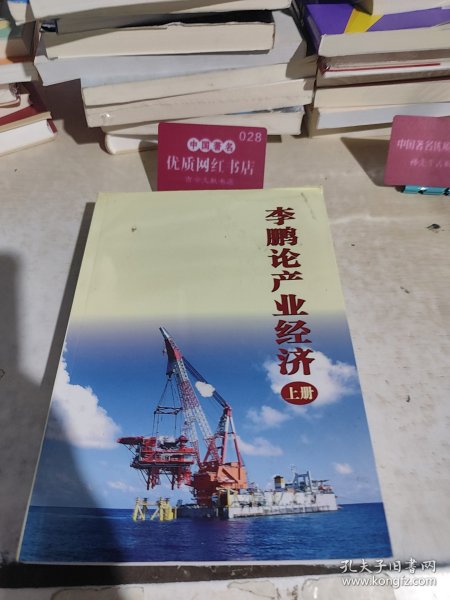 中国著名
028
优质网红书店
中国著名优质
李鹏论产业经济
上册
孔夫子旧书网
www.kongfz.com